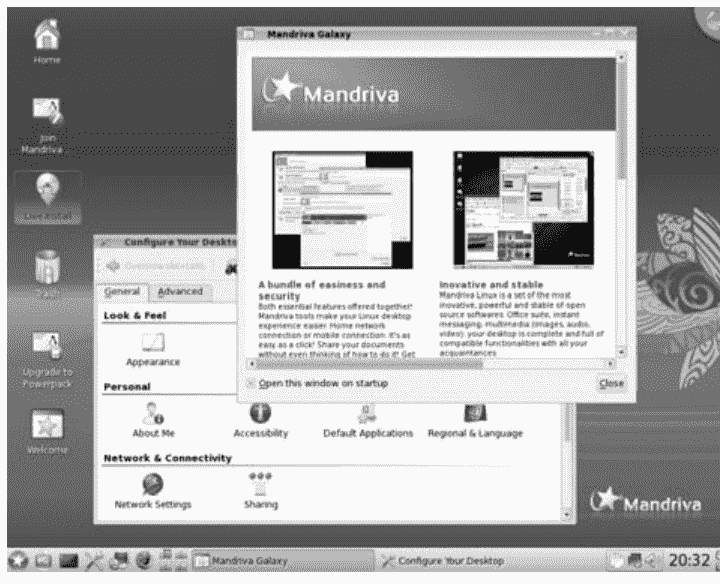 Home
Join
Mandriva
Live Install
Upgrade to
Powerpack
Welcome
Mandriva Galaxy
Mandriva
A bundle of easiness and
security
Both essential features offered together!
Mandriva tools make your Linux desktop
experience easier. Home network
connection or mobile connection: it's as
easy as a click! Share your documents
without even thinking of how to do it! Get
Inovative and stable
Mandriva Linux is a set of the most
inovative, powerful and stable of open
source softwares. Office suite, instant
messaging, multimedia (images, audio,
video): your desktop is complete and full of
compatible functionalities with all your
acquaintances
Open this window on startup
Close
Configure Your Deskto
Overview (Alt+Left)
General
Advanced
Look & Feel
Appearance
Personal
About Me
Accessibility
Default Applications
Regional & Language
Network & Connectivity
Network Settings
Sharing
Mandriva
Mandriva Galaxy
Configure Your Desktop
20:32